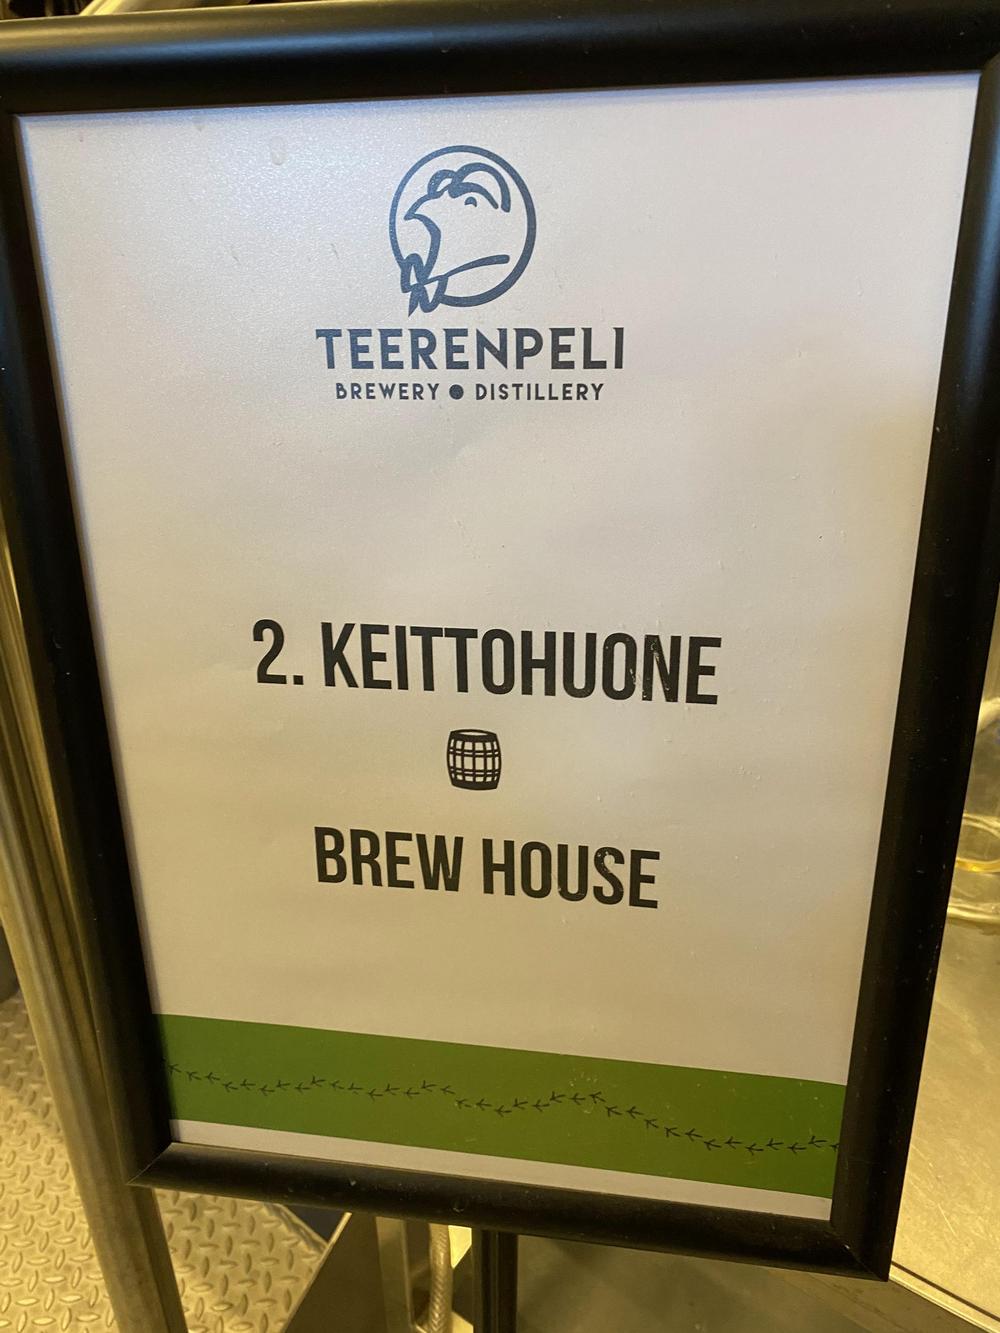 TEERENPELI
BREWERY ● DISTILLERY
2. KEITTOHUONE
BREW HOUSE